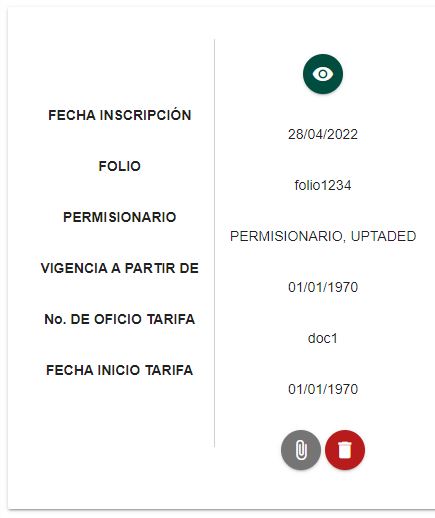 FECHA INSCRIPCIÓN
28/04/2022
FOLIO
folio1234
PERMISIONARIO
PERMISIONARIO, UPTADED
VIGENCIA A PARTIR DE
01/01/1970
No. DE OFICIO TARIFA
doc1
FECHA INICIO TARIFA
01/01/1970